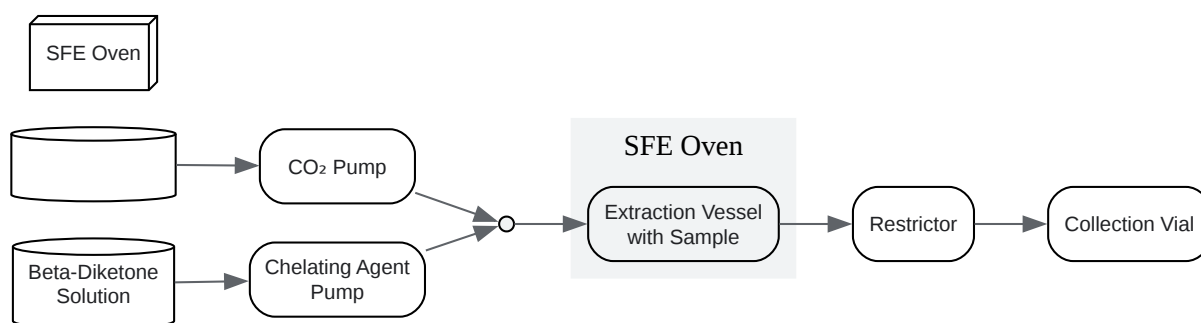 SFE Oven
CO₂ Pump
Beta-Diketone
Solution
Chelating Agent
Pump
SFE Oven
Extraction Vessel
with Sample
Restrictor
Collection Vial